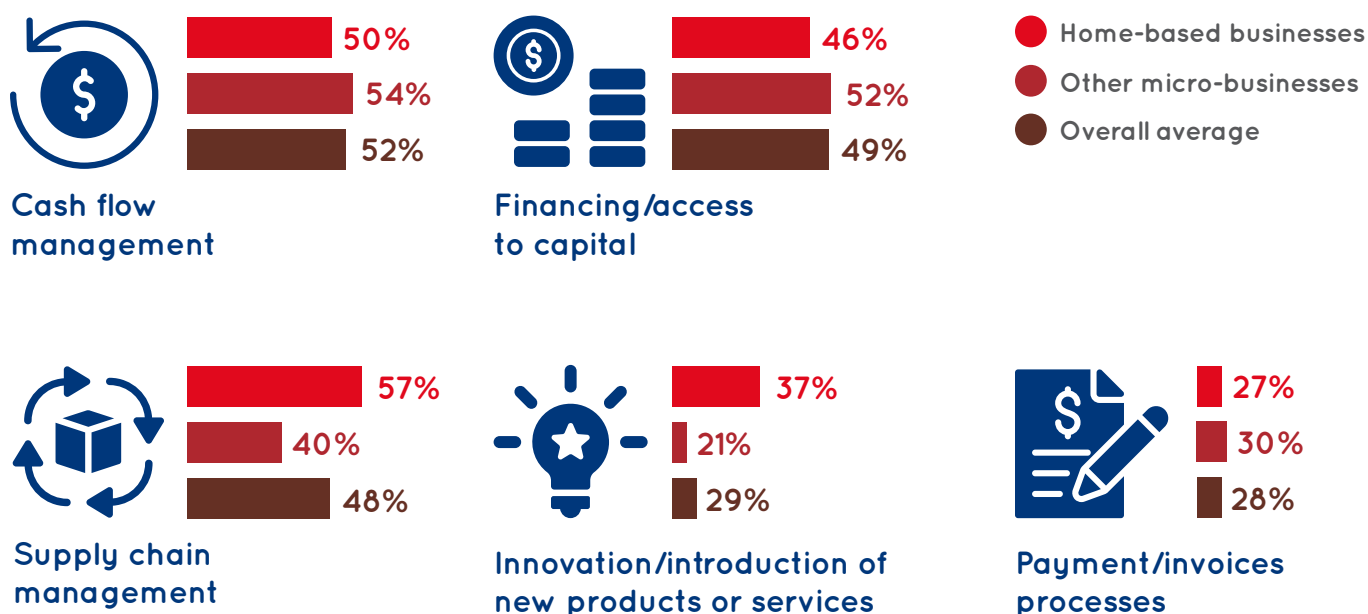 50%
54%
52%
Cash flow
management
$
$
46%
52%
49%
Financing/access
to capital
Home-based businesses
Other micro-businesses
Overall average
57%
40%
48%
Supply chain
management
37%
21%
29%
Innovation/introduction of
new products or services
$
27%
30%
28%
Payment/invoices
processes